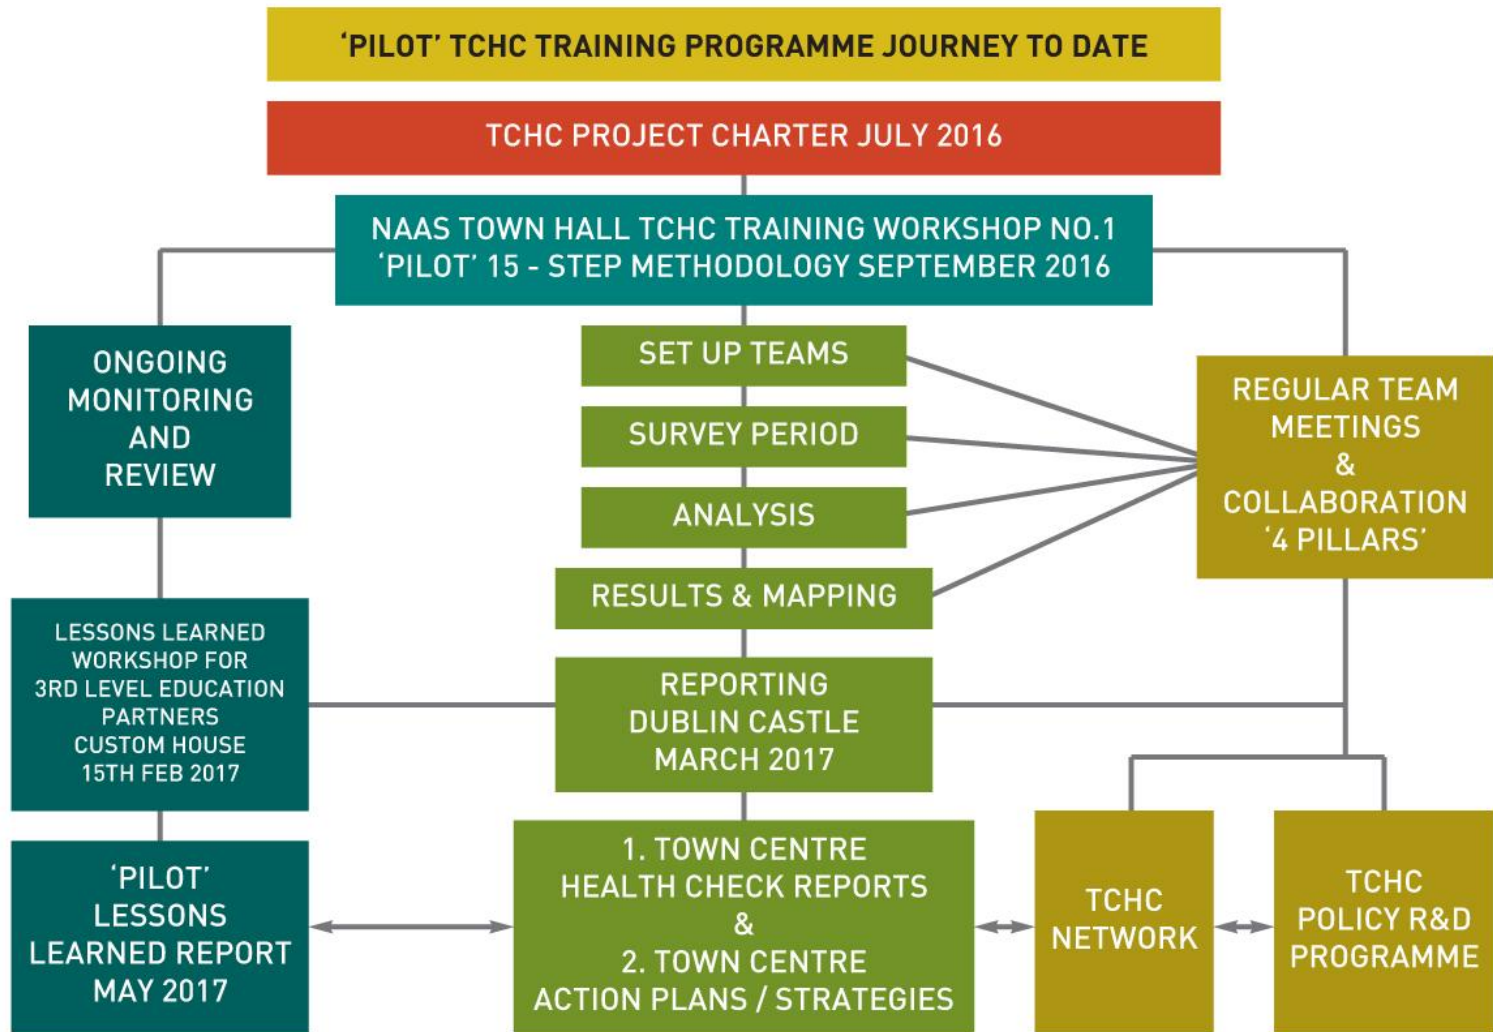 ‘PILOT’ TCHC TRAINING PROGRAMME JOURNEY TO DATE
TCHC PROJECT CHARTER JULY 2016
NAAS TOWN HALL TCHC TRAINING WORKSHOP NO.1
‘PILOT’ 15 - STEP METHODOLOGY SEPTEMBER 2016
ONGOING
MONITORING
AND
REVIEW
SET UP TEAMS
SURVEY PERIOD
ANALYSIS
RESULTS & MAPPING
REGULAR TEAM
MEETINGS
&
COLLABORATION
‘4 PILLARS’
LESSONS LEARNED
WORKSHOP FOR
3RD LEVEL EDUCATION
PARTNERS
CUSTOM HOUSE
15TH FEB 2017
REPORTING
DUBLIN CASTLE
MARCH 2017
‘PILOT’
LESSONS
LEARNED REPORT
MAY 2017
1. TOWN CENTRE
HEALTH CHECK REPORTS
&
2. TOWN CENTRE
ACTION PLANS / STRATEGIES
TCHC
NETWORK
TCHC
POLICY R&D
PROGRAMME